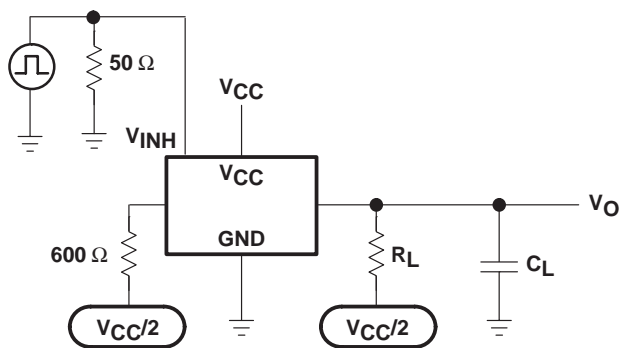 50 Ω
VCC
VINH
VCC
VO
GND
600 Ω
RL
CL
VCC/2
VCC/2